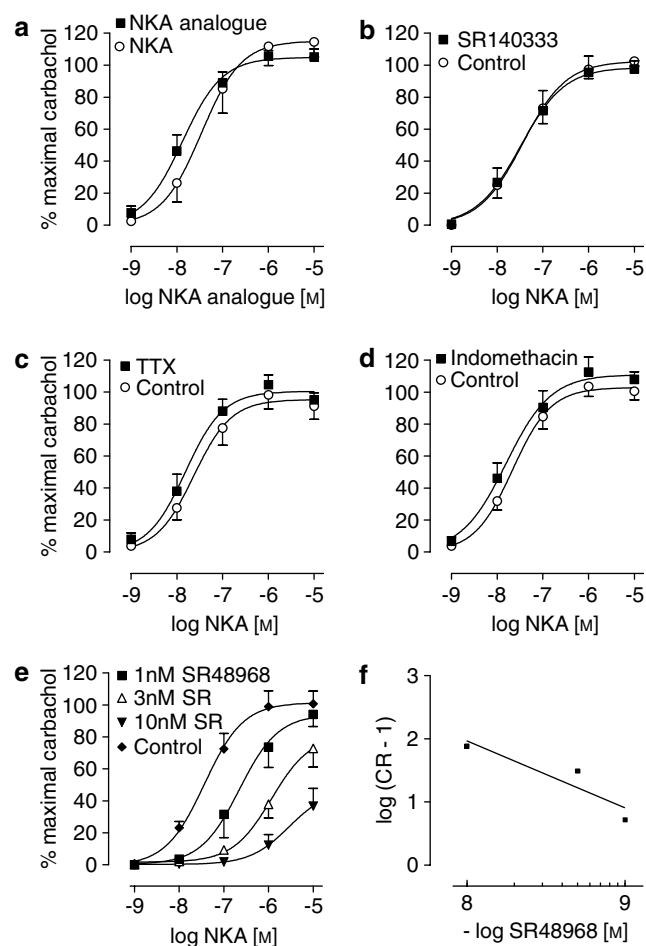 a
NKA analogue
NKA
% maximal carbachol
120
100
80
60
40
20
0
-9 -8 -7 -6 -5
log NKA analogue [M]
b
SR140333
Control
120
100
80
60
40
20
0
-9 -8 -7 -6 -5
log NKA [M]
c
TTX
Control
% maximal carbachol
120
100
80
60
40
20
0
-9 -8 -7 -6 -5
log NKA [M]
d
Indomethacin
Control
120
100
80
60
40
20
0
-9 -8 -7 -6 -5
log NKA [M]
e
1nM SR48968
3nM SR
10nM SR
Control
% maximal carbachol
120
100
80
60
40
20
0
-9 -8 -7 -6 -5
log NKA [M]
f
log (CR - 1)
3
2
1
0
8 9
- log SR48968 [M]